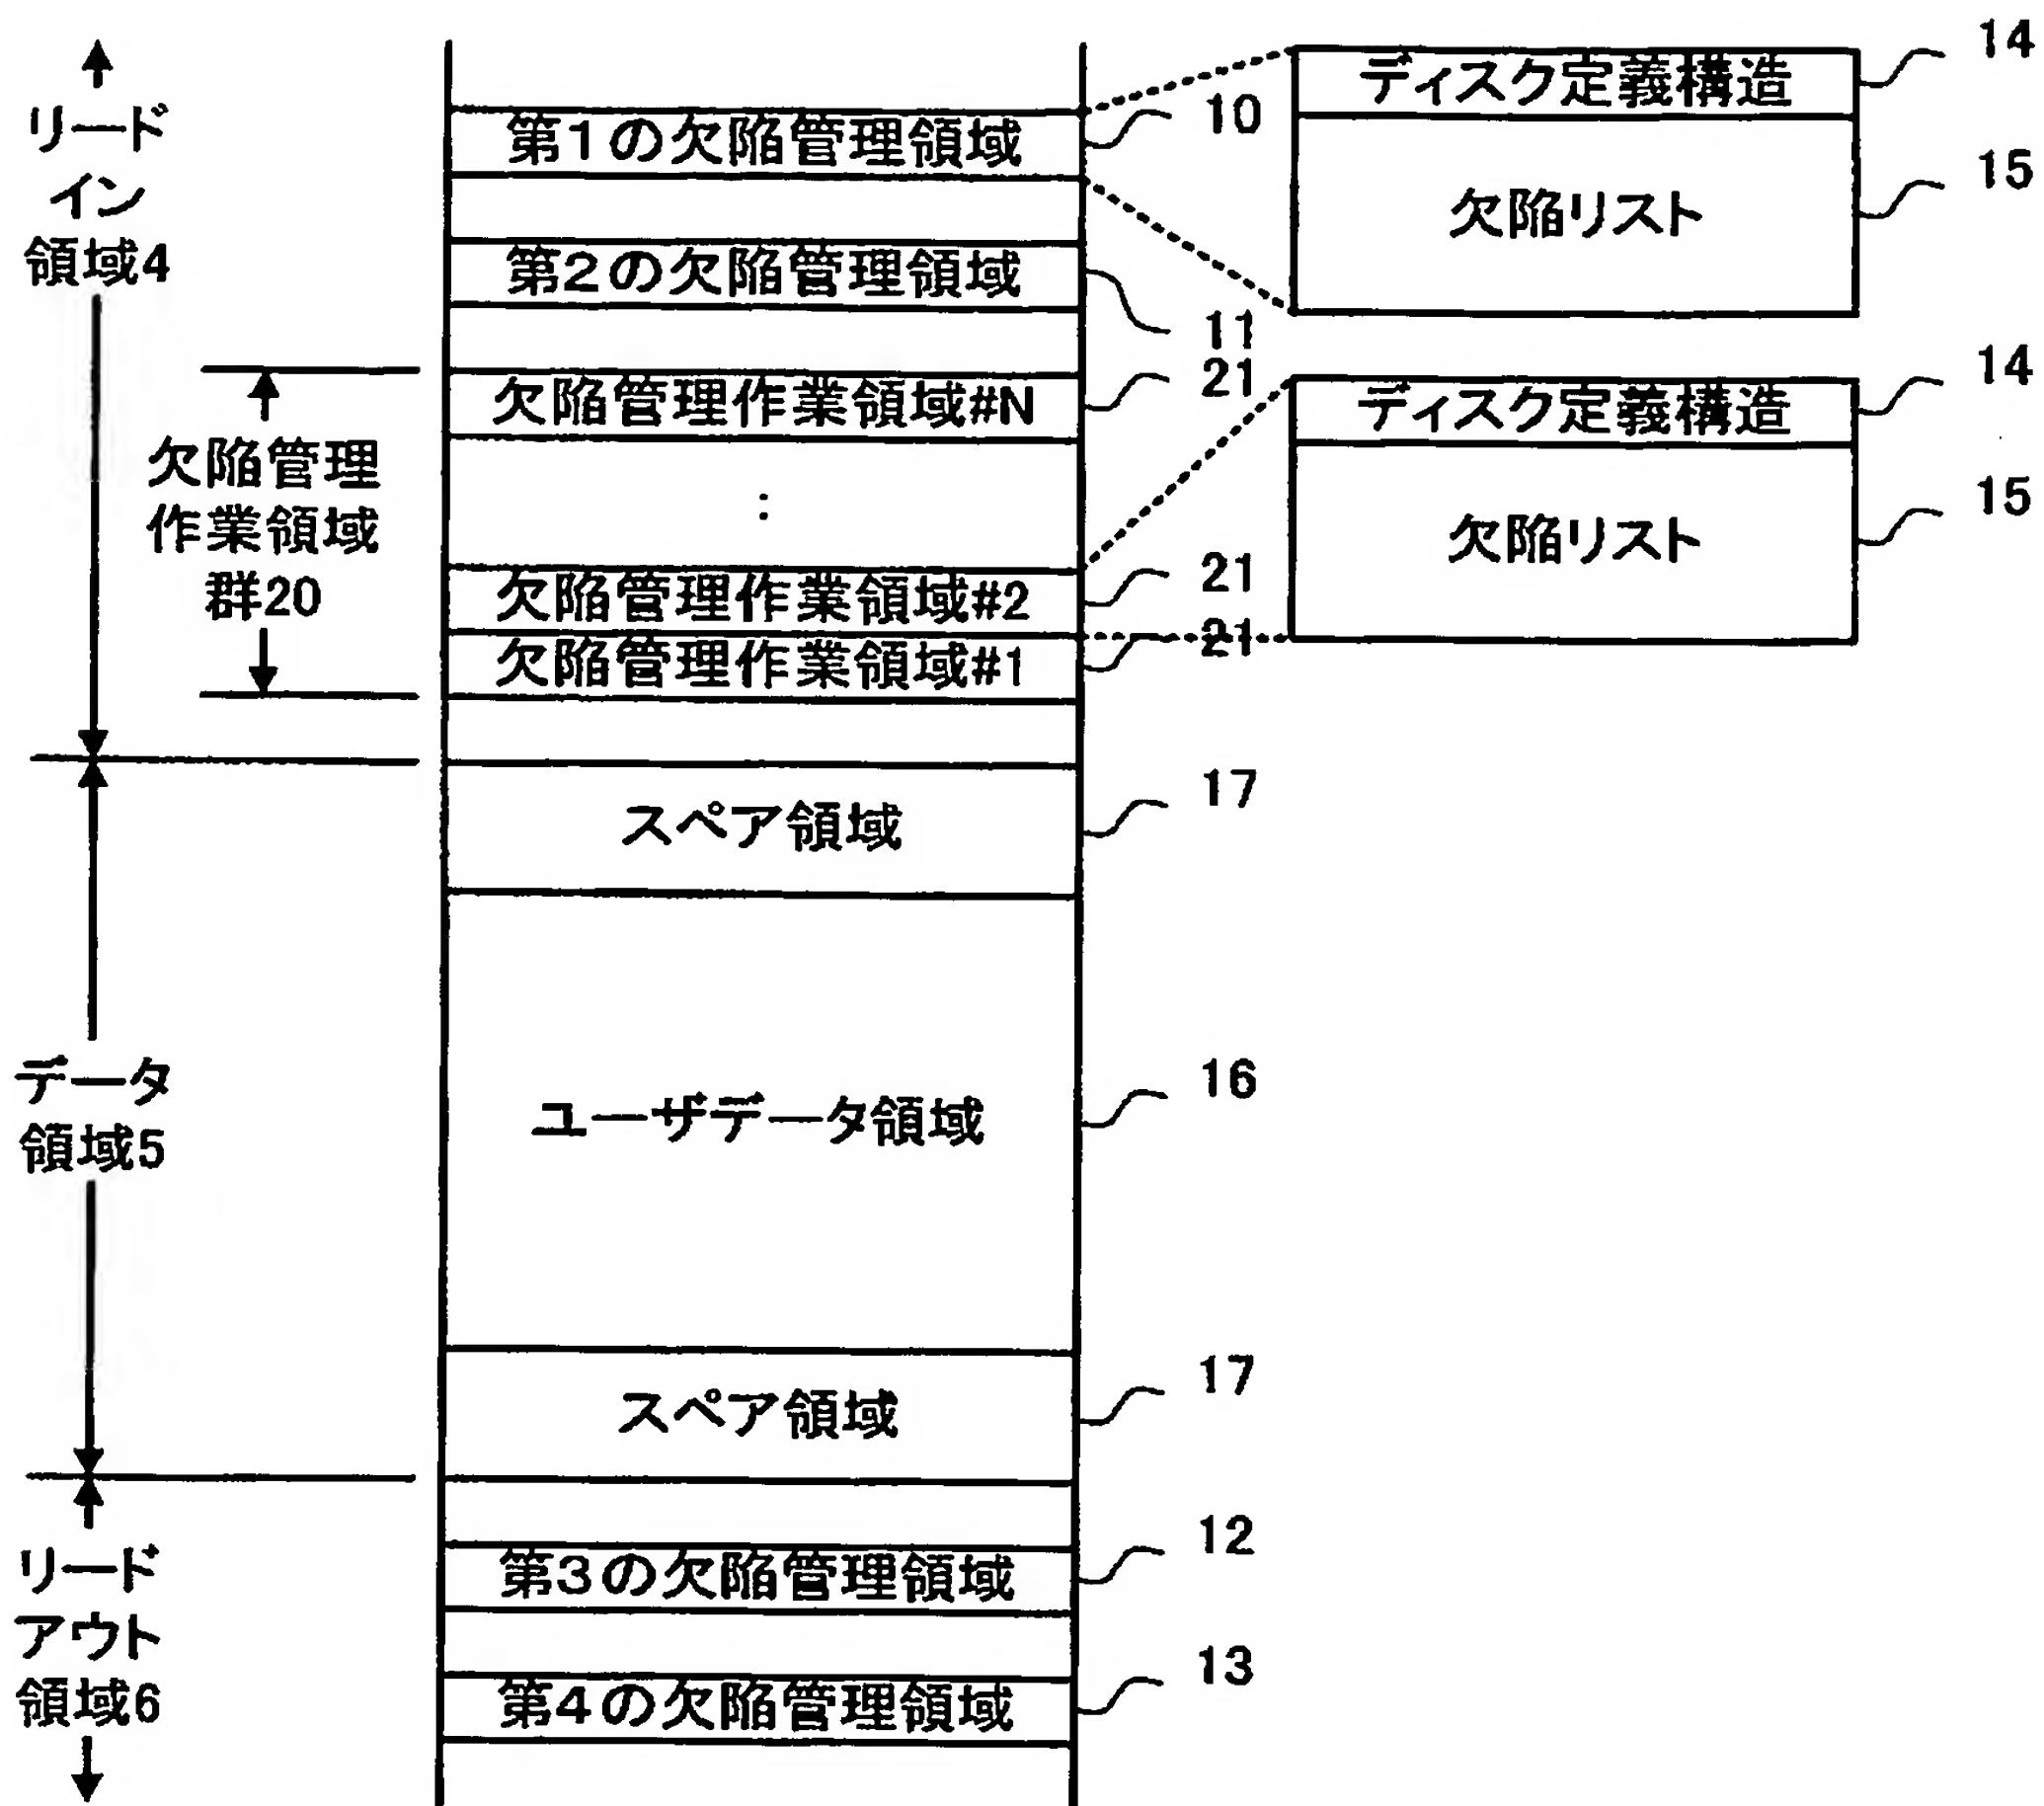 ディスク定義構造
14
第1の欠陥管理領域
10
リード
イン
領域4
欠陥リスト
15
第2の欠陥管理領域
11
欠陥管理作業領域#N
21
ディスク定義構造
14
欠陥管理
作業領域
群20
:
欠陥リスト
15
欠陥管理作業領域#2
21
欠陥管理作業領域#1
21
スペア領域
17
データ
領域5
ユーザデータ領域
16
スペア領域
17
リード
アウト
領域6
第3の欠陥管理領域
12
第4の欠陥管理領域
13